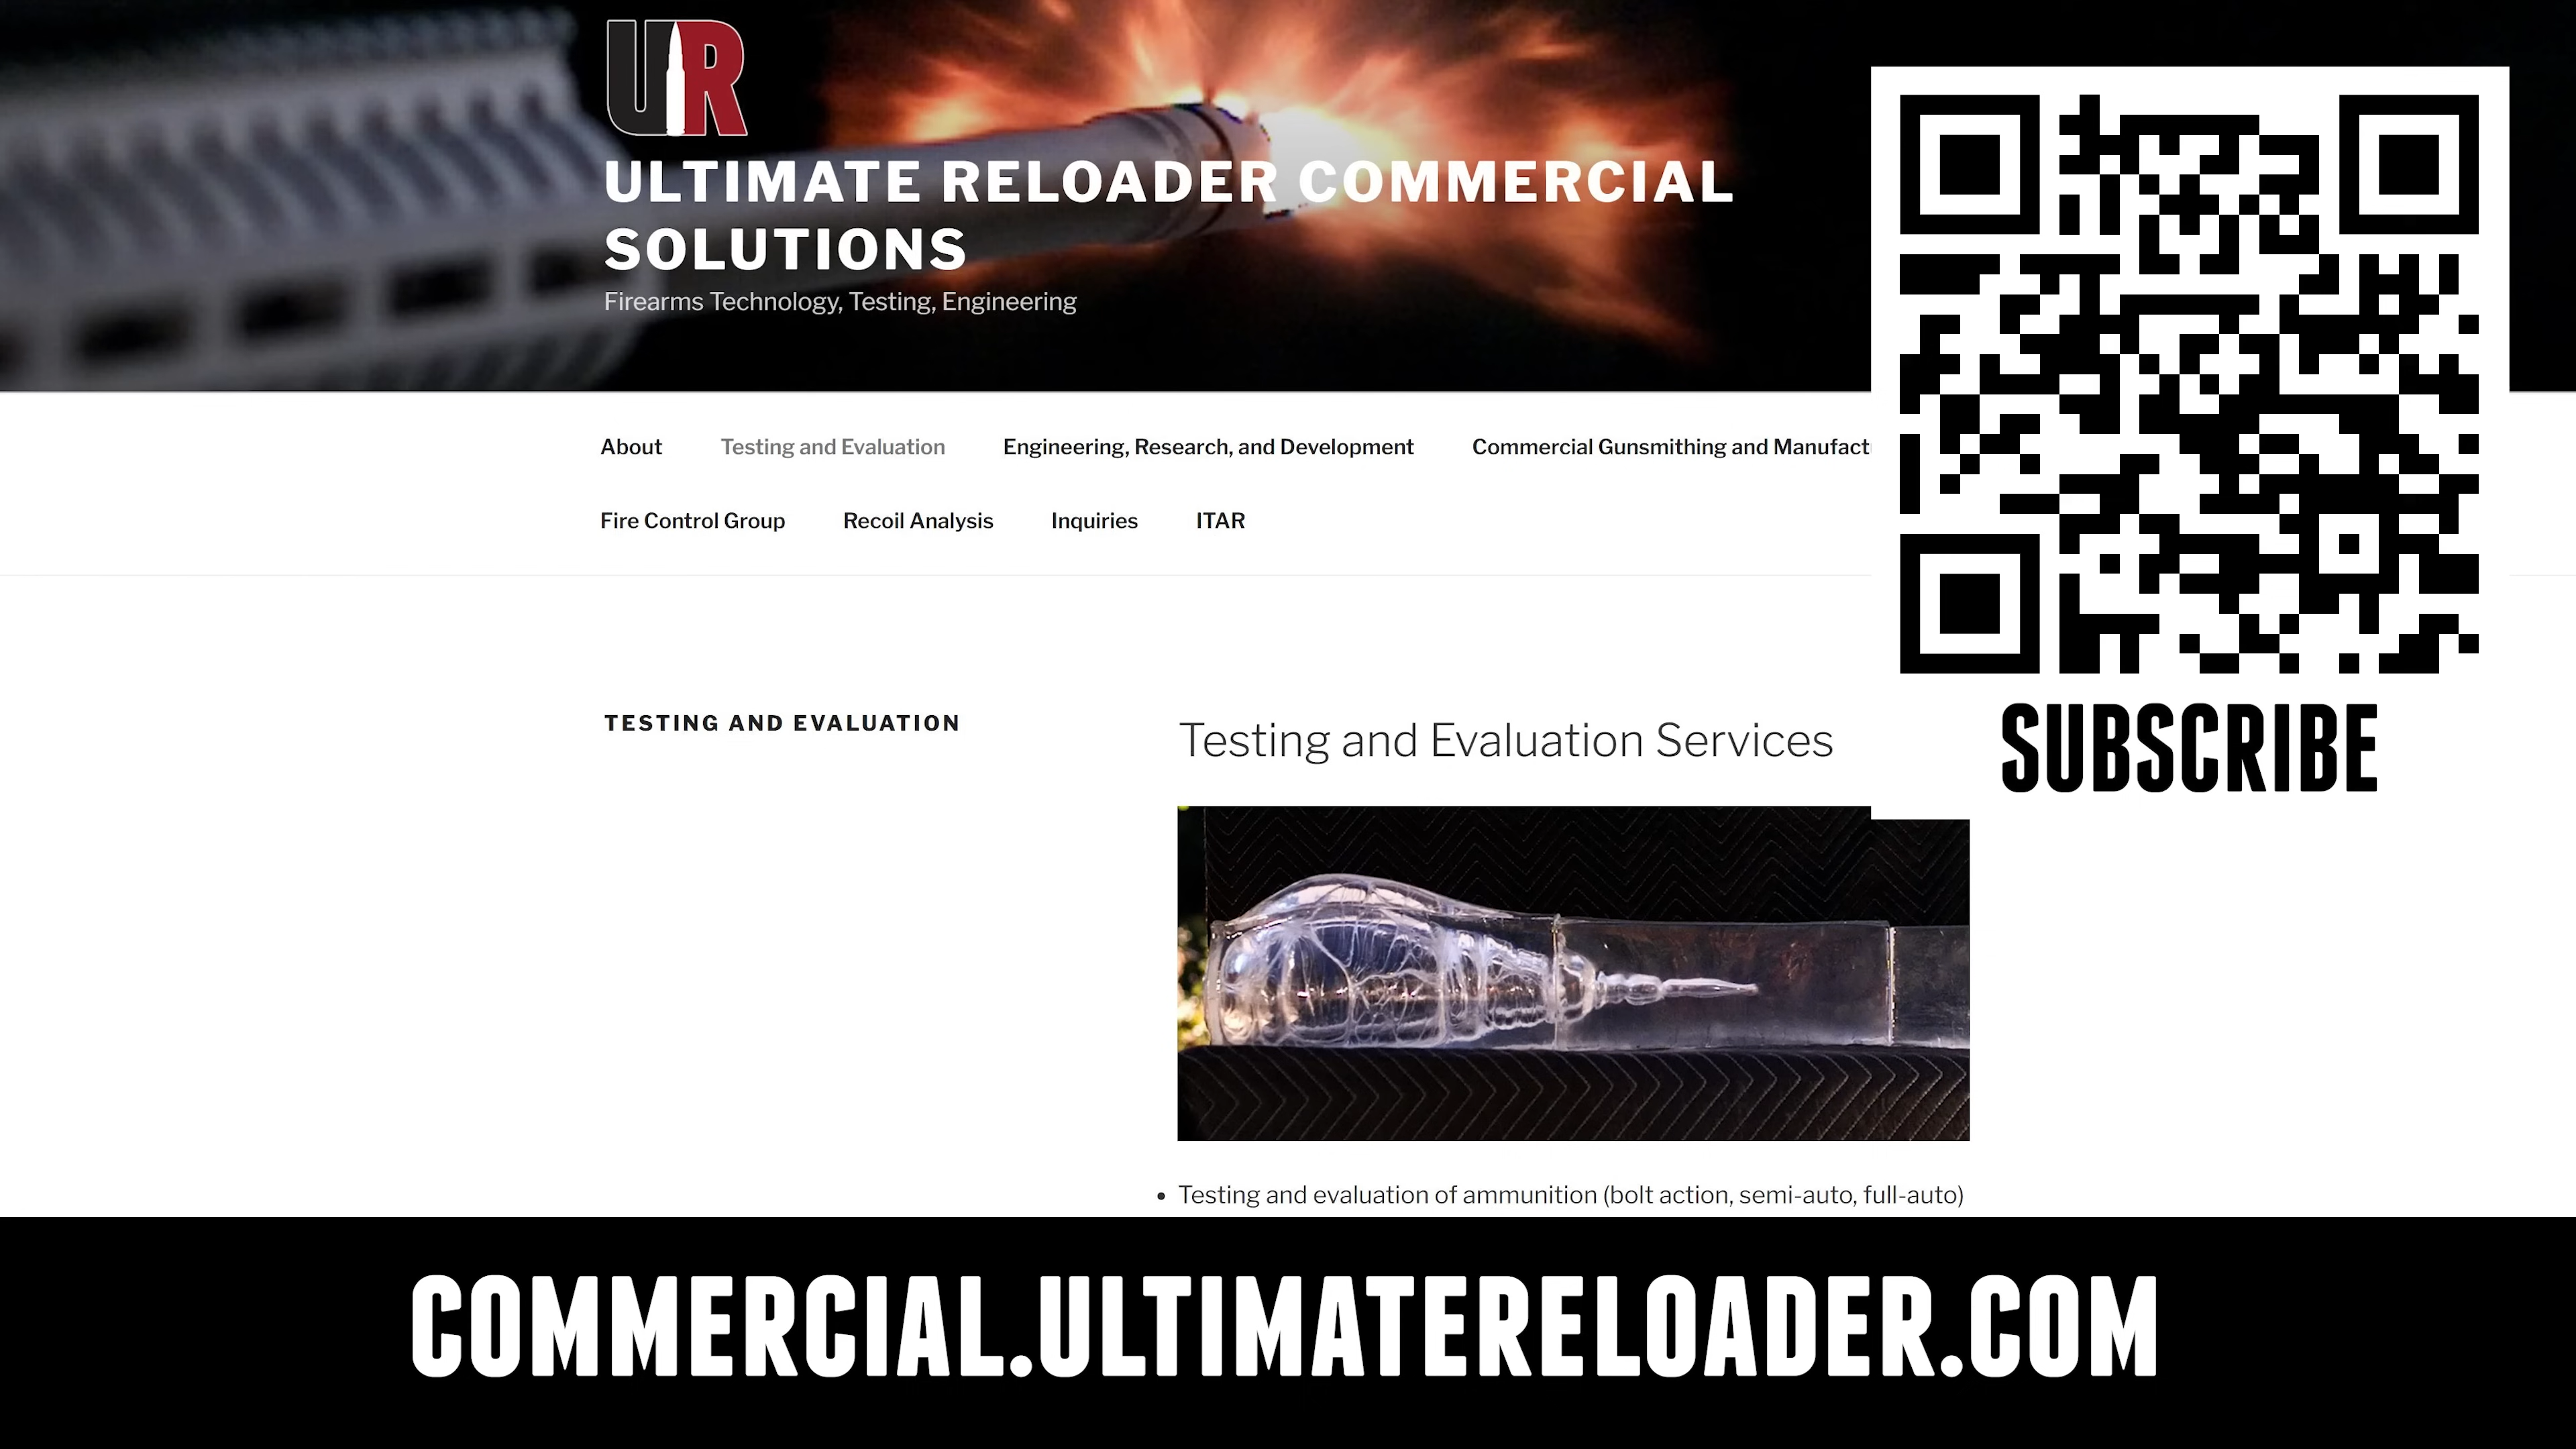 UR
ULTIMATE RELOADER COMMERCIAL
SOLUTIONS
Firearms Technology, Testing, Engineering
About Testing and Evaluation Engineering, Research, and Development Commercial Gunsmithing and Manufact
Fire Control Group Recoil Analysis Inquiries ITAR
SUBSCRIBE
TESTING AND EVALUATION
Testing and Evaluation Services
• Testing and evaluation of ammunition (bolt action, semi-auto, full-auto)
COMMERCIAL.ULTIMATERELOADER.COM